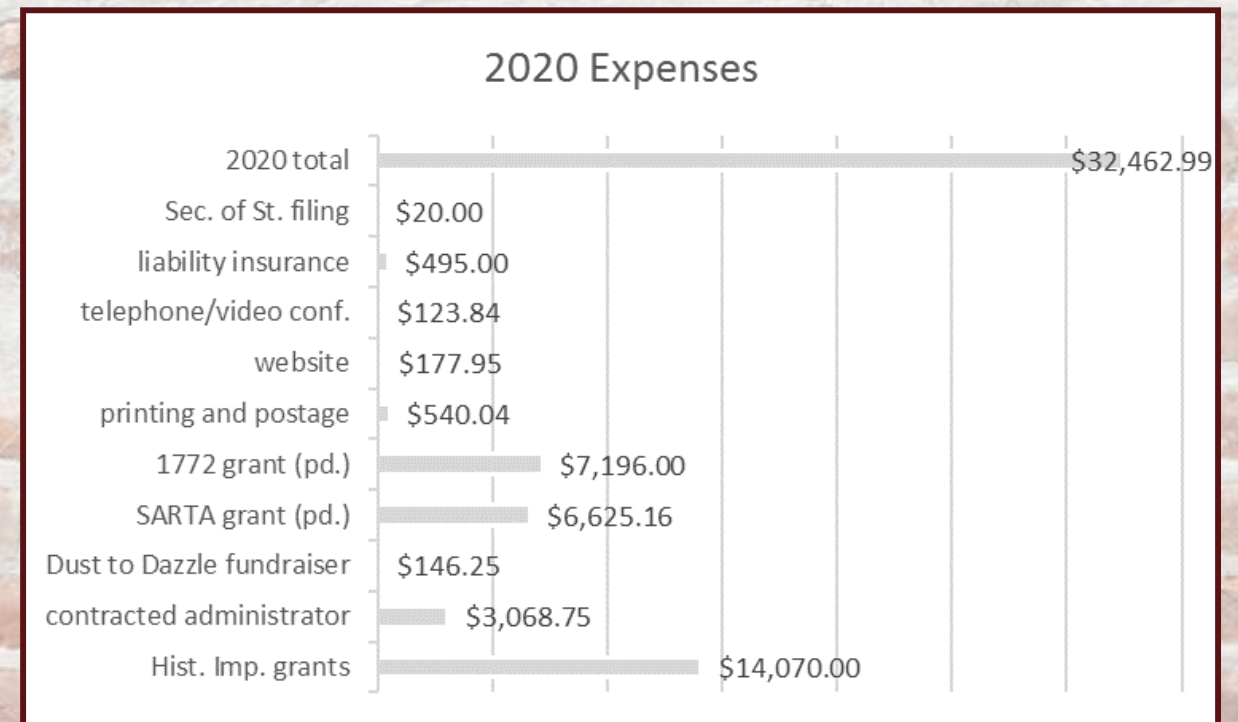 2020 Expenses
2020 total $32,462.99
Sec. of St. filing $20.00
liability insurance $495.00
telephone/video conf. $123.84
website $177.95
printing and postage $540.04
1772 grant (pd.) $7,196.00
SARTA grant (pd.) $6,625.16
Dust to Dazzle fundraiser $146.25
contracted administrator $3,068.75
Hist. Imp. grants $14,070.00